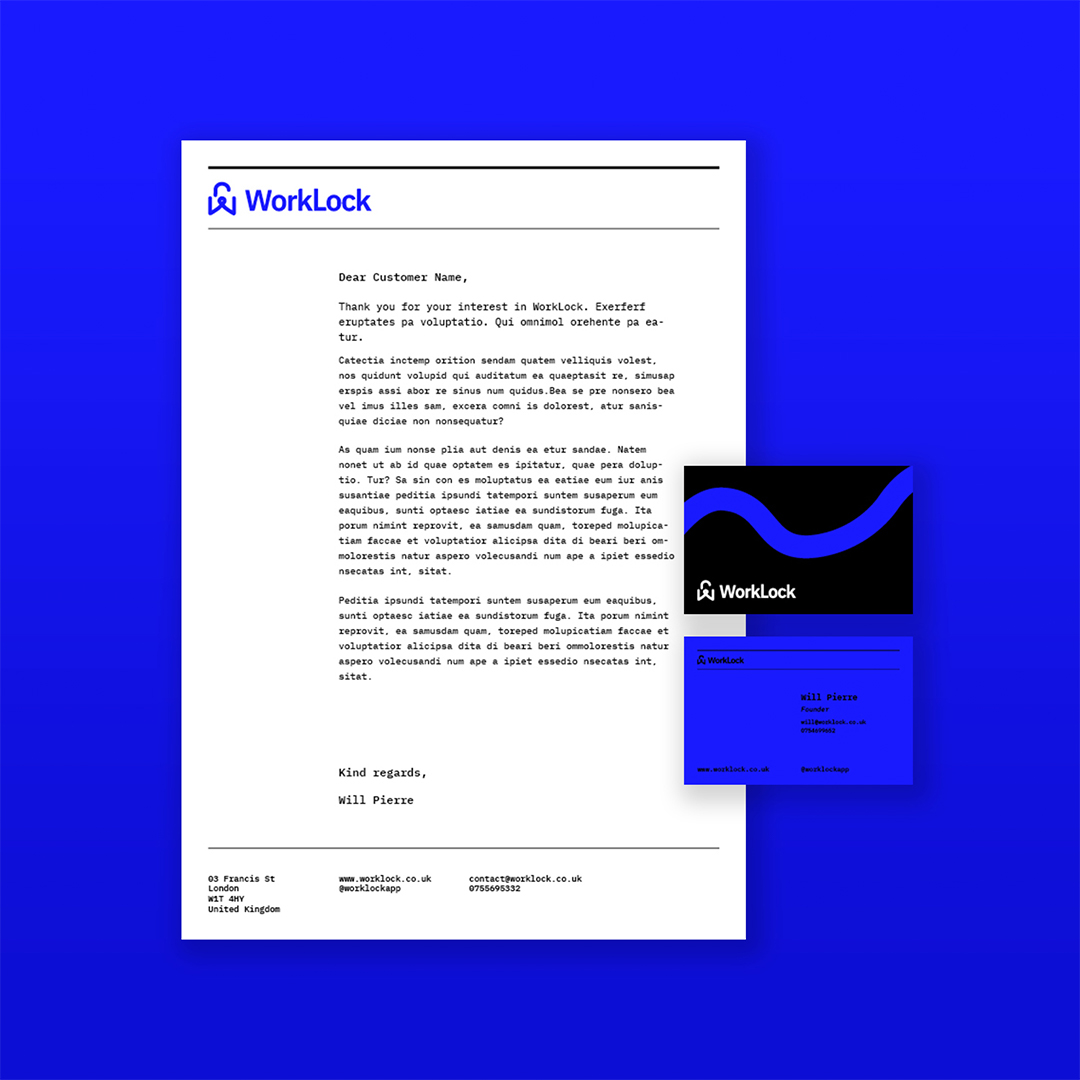 WorkLock
Dear Customer Name,
Thank you for your interest in WorkLock. Exerferf
eruptates pa voluptatio. Qui omnimol orehente pa ea-
tur.
Catectia inctemp orition sendam quatem velliquis volest,
nos quidunt volupid qui auditatum ea quaeptasit re, simusap
erspis assi abor re sinus num quidus.Bea se pre nonsero bea
vel imus illes sam, excera comni is dolorest, atur sanis-
quiae diciae non nonsequatur?
As quam ium nonse plia aut denis ea etur sandae. Natem
nonet ut ab id quae optatem es ipitatur, quae pera dolup-
tio. Tur? Sa sin con es moluptatus ea eatiae eum iur anis
susantiae peditia ipsundi tatempori suntem susaperum eum
eaquibus, sunti optaesc iatiae ea sundistorum fuga. Ita
porum nimint reprovit, ea samusdam quam, toreped molupica-
tiam faccae et voluptatior alicipsa dita di beari beri om-
molorestis natur aspero volecusandi num ape a ipiet essedio
nsecatas int, sitat.
Peditia ipsundi tatempori suntem susaperum eum eaquibus,
sunti optaesc iatiae ea sundistorum fuga. Ita porum nimint
reprovit, ea samusdam quam, toreped molupicatiam faccae et
voluptatior alicipsa dita di beari beri ommolorestis natur
aspero volecusandi num ape a ipiet essedio nsecatas int,
sitat.
Kind regards,
Will Pierre
03 Francis St
London
W1T 4HY
United Kingdom
www.worklock.co.uk
@worklockapp
contact@worklock.co.uk
0755695332
WorkLock
WorkLock
Will Pierre
Founder
will@worklock.co.uk
www.worklock.co.uk
@worklockapp